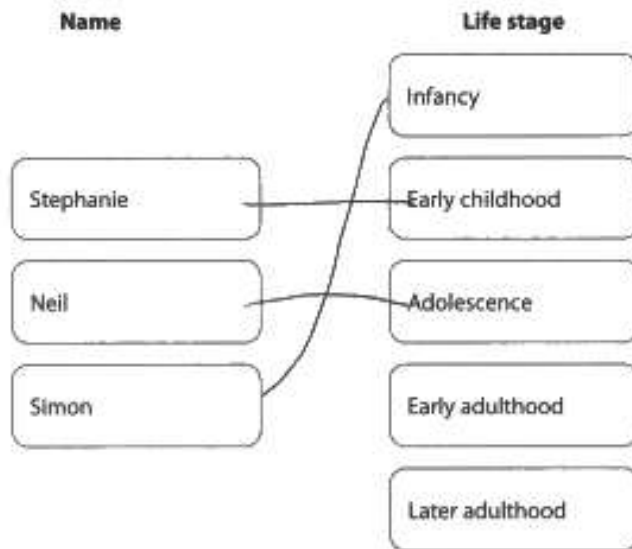 Name
Life stage
Infancy
Stephanie
Early childhood
Neil
Adolescence
Simon
Early adulthood
Later adulthood